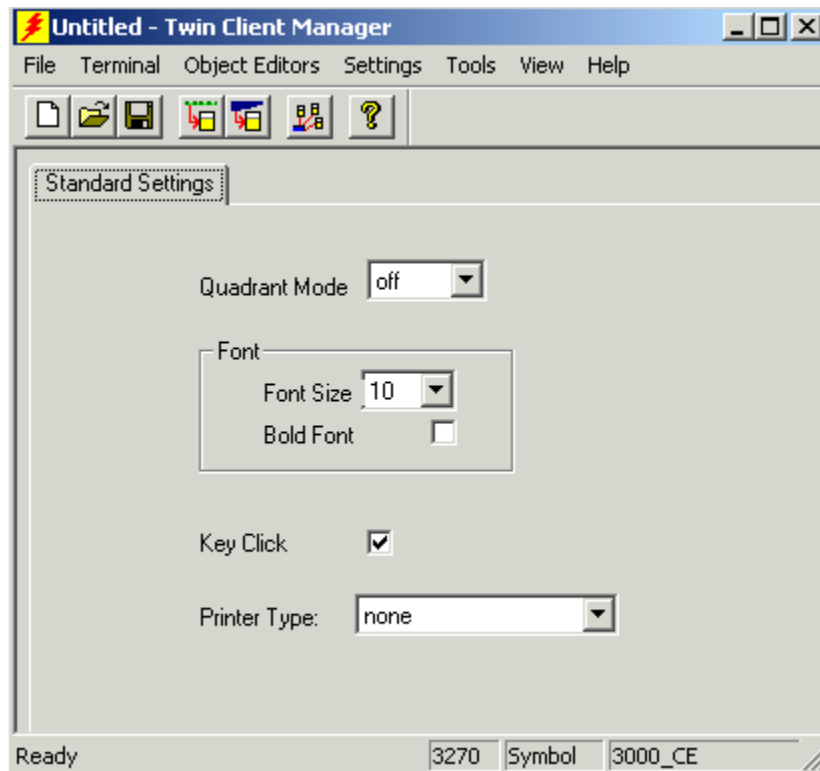 Untitled - Twin Client Manager
File Terminal Object Editors Settings Tools View Help
Standard Settings
Quadrant Mode off
Font
Font Size 10
Bold Font
Key Click
Printer Type: none
Ready 3270 Symbol 3000_CE